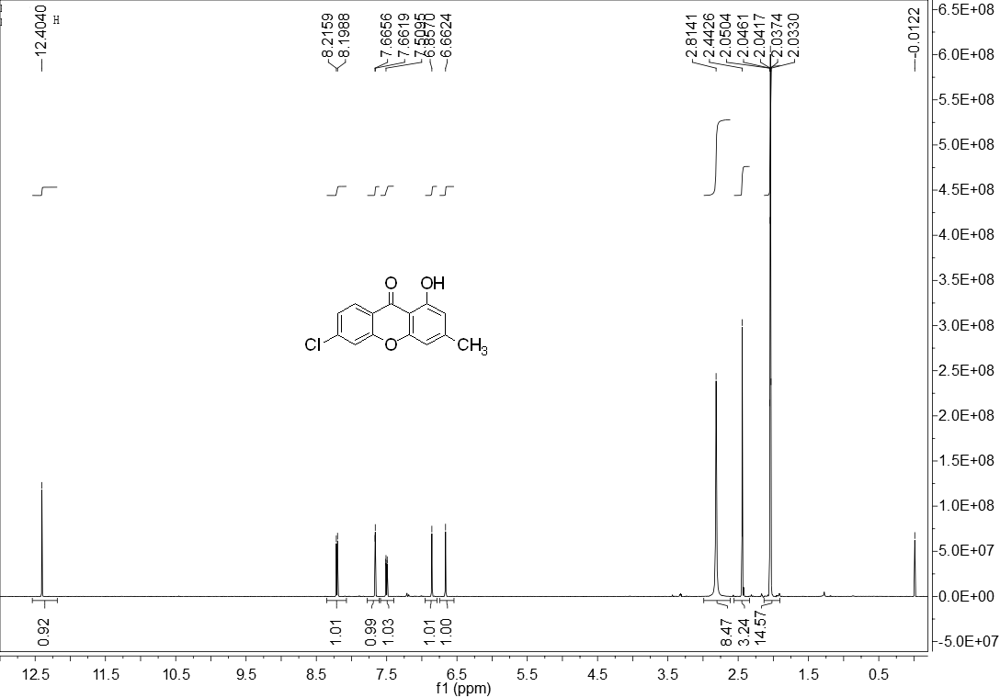 12.4040
H
8.2159
8.1988
7.6656
7.6619
7.5095
6.8570
6.6624
2.8141
2.4426
2.0504
2.0461
2.0417
2.0374
2.0330
-0.0122
6.5E+08
6.0E+08
5.5E+08
5.0E+08
4.5E+08
4.0E+08
3.5E+08
3.0E+08
2.5E+08
2.0E+08
1.5E+08
1.0E+08
5.0E+07
0.0E+00
-5.0E+07
O OH
Cl O CH3
0.92
1.01
0.99
1.03
1.01
1.00
8.47
3.24
14.57
12.5 11.5 10.5 9.5 8.5 7.5 6.5 5.5 4.5 3.5 2.5 1.5 0.5
f1 (ppm)